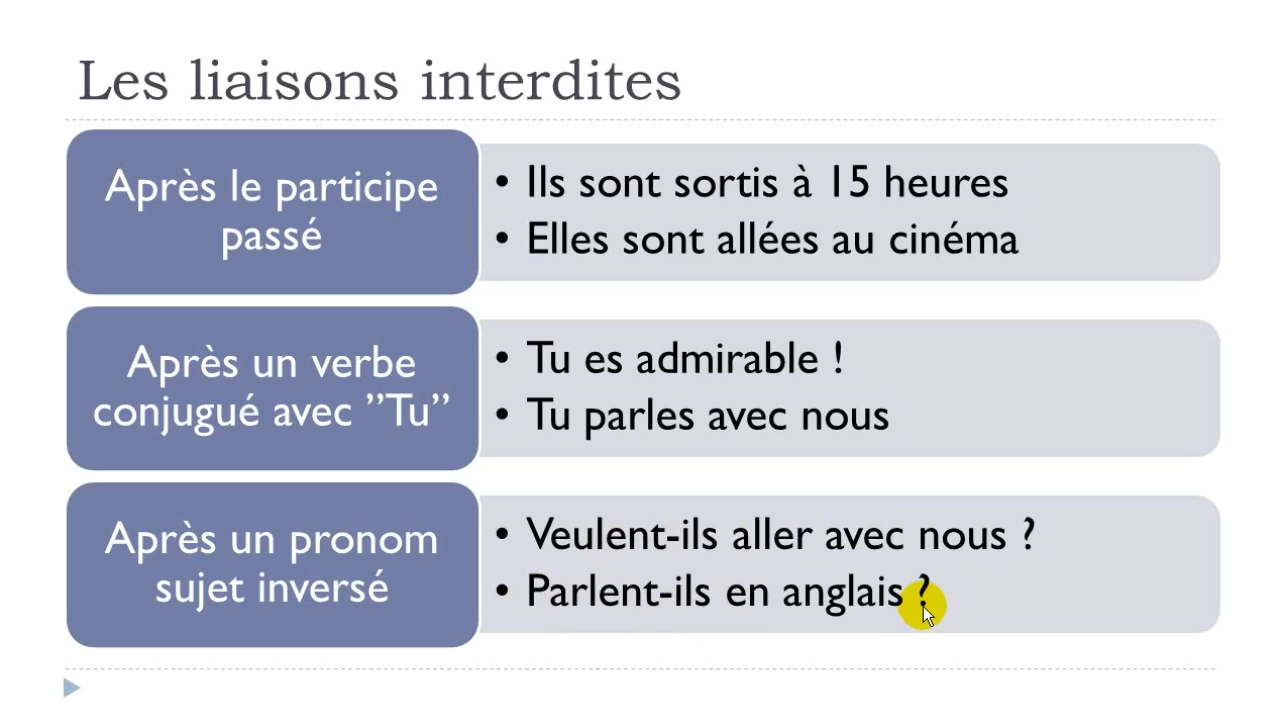 Les liaisons interdites
Après le participe
passé
• Ils sont sortis à 15 heures
• Elles sont allées au cinéma
Après un verbe
conjugué avec ”Tu”
• Tu es admirable !
• Tu parles avec nous
Après un pronom
sujet inversé
• Veulent-ils aller avec nous ?
• Parlent-ils en anglais ?